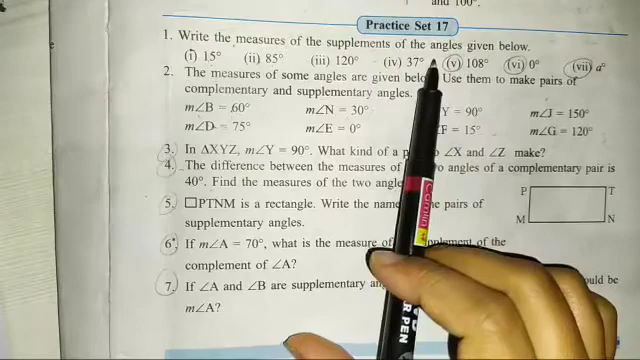 and 100°.
Practice Set 17
1. Write the measures of the supplements of the angles given below.
(i) 15° (ii) 85° (iii) 120° (iv) 37° (v) 108° (vi) 0° (vii) a°
2. The measures of some angles are given belo Use them to make pairs of
complementary and supplementary angles.
m∠B = 60° m∠N = 30° Y = 90° m∠J = 150°
m∠D = 75° m∠E = 0° F = 15° m∠G = 120°
3. In ΔXYZ, m∠Y = 90°. What kind of a p ∠X and ∠Z make?
4. The difference between the measures of o angles of a complementary pair is
40°. Find the measures of the two angle
5. □PTNM is a rectangle. Write the name pairs of
supplementary angles.
P T
M N
6. If m∠A = 70°, what is the measure of plement of the
complement of ∠A?
7. If ∠A and ∠B are supplementary an ould be
m∠A?